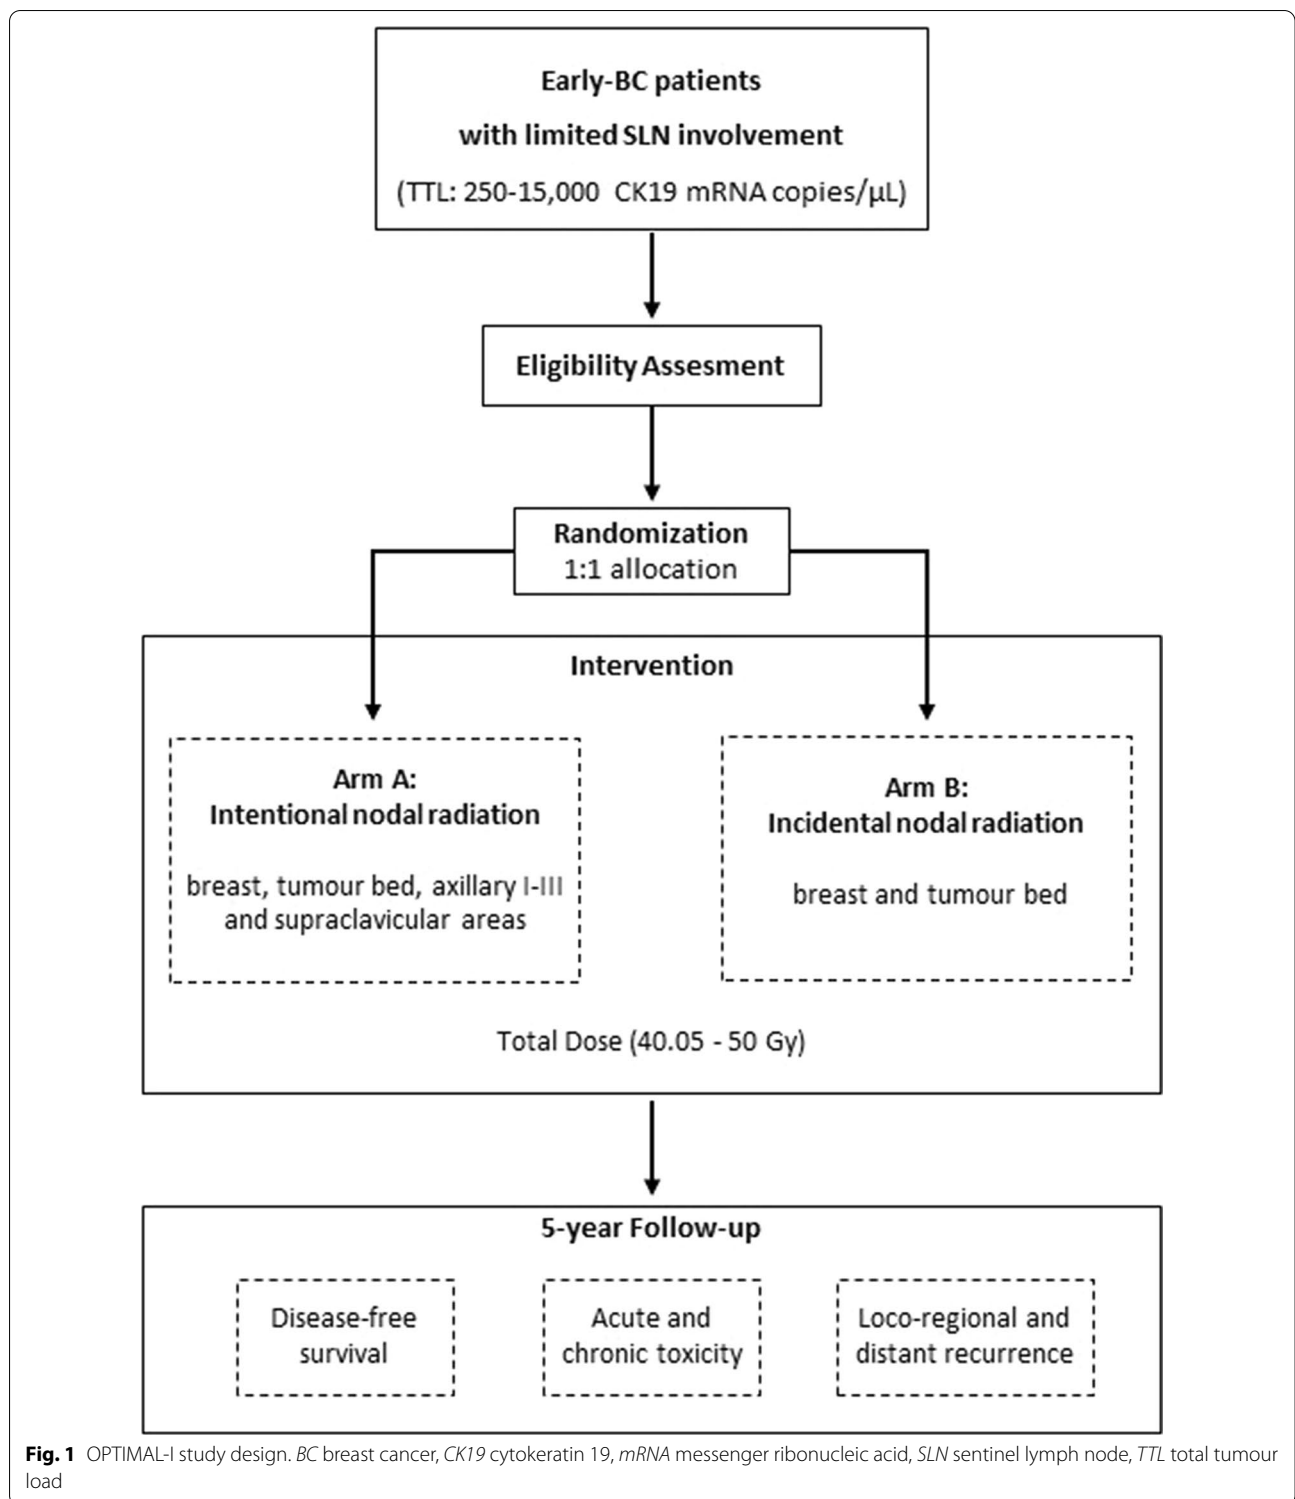 Early-BC patients
with limited SLN involvement
(TTL: 250-15,000 CK19 mRNA copies/µL)
Eligibility Assesment
Randomization
1:1 allocation
Intervention
Arm A:
Intentional nodal radiation
breast, tumour bed, axillary I-III
and supraclavicular areas
Arm B:
Incidental nodal radiation
breast and tumour bed
Total Dose (40.05 - 50 Gy)
5-year Follow-up
Disease-free
survival
Acute and
chronic toxicity
Loco-regional and
distant recurrence
Fig. 1 OPTIMAL-I study design. BC breast cancer, CK19 cytokeratin 19, mRNA messenger ribonucleic acid, SLN sentinel lymph node, TTL total tumour
load